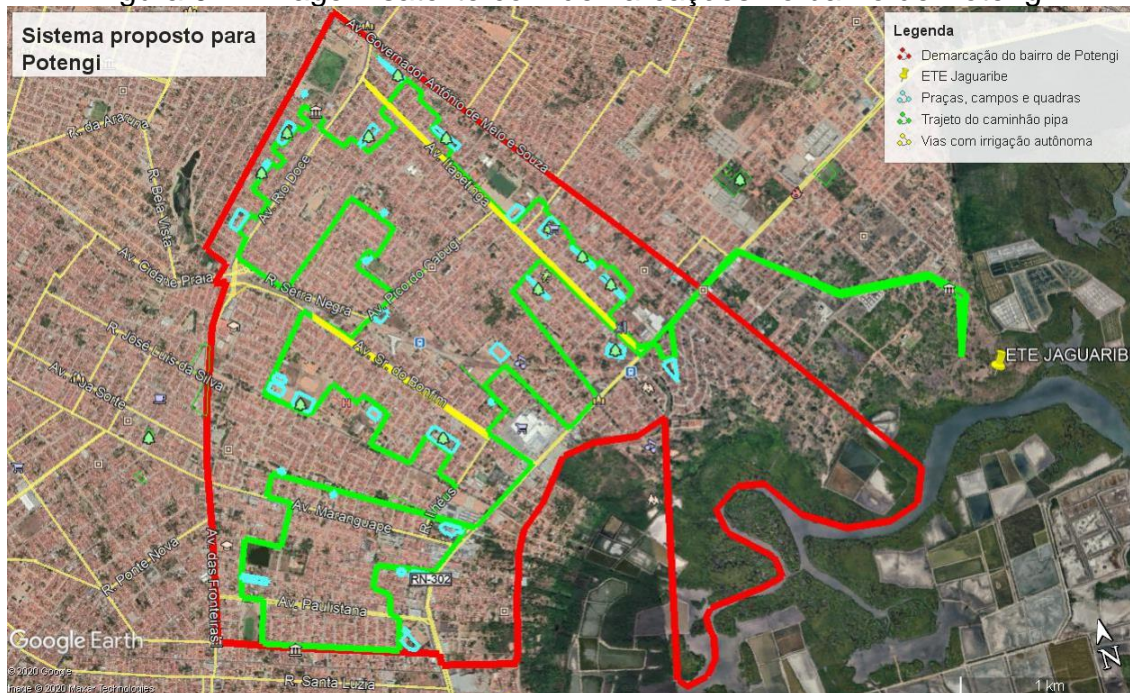 Sistema proposto para
Potengi
Legenda
Demarcação do bairro de Potengi
ETE Jaguaribe
Praças, campos e quadras
Trajeto do caminhão pipa
Vias com irrigação autônoma
Av. Governador Antônio de Melo e Souza
R. da Araruna
R. Bela Vista
Av. Rio Doce
Av. Itapetinga
Av. Pico do Cabugi
Av. Cidade Praia
R. Serra Negra
R. José Luís da Silva
Av. Boa Sorte
Av. Sr. do Bonfim
ETE JAGUARIB
R. Ilhéus
Av. Maranguape
R. Ponte Nova
Av. das Fronteiras
RN-302
Av. Paulistana
Google Earth
© 2020 Google
Image © 2020 Maxar Technologies
R. Santa Luzia
1 km
N